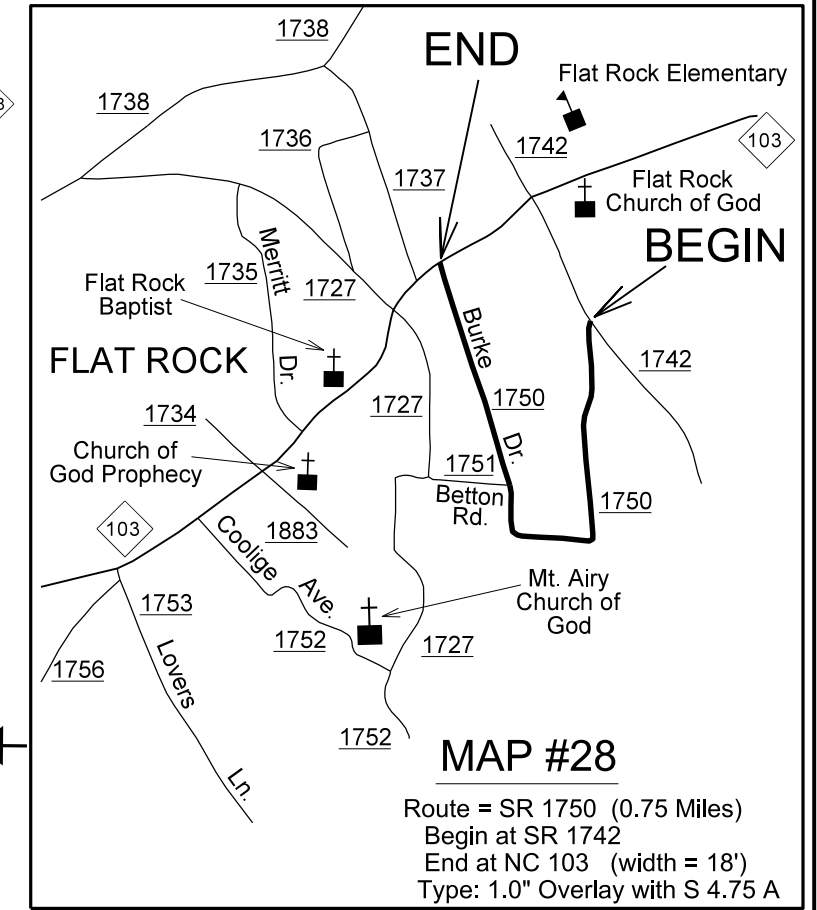 1738
END
Flat Rock Elementary
1738
1736
1742
103
1737
Flat Rock
Church of God
BEGIN
Merritt
Dr.
1735
1727
Flat Rock
Baptist
FLAT ROCK
Burke
Dr.
1742
1750
1727
1734
Church of
God Prophecy
1751
Betton
Rd.
1750
103
1883
Coolige
Ave.
Mt. Airy
Church of
God
1753
1752
1727
1756
Lovers
Ln.
1752
MAP #28
Route = SR 1750 (0.75 Miles)
Begin at SR 1742
End at NC 103 (width = 18')
Type: 1.0" Overlay with S 4.75 A